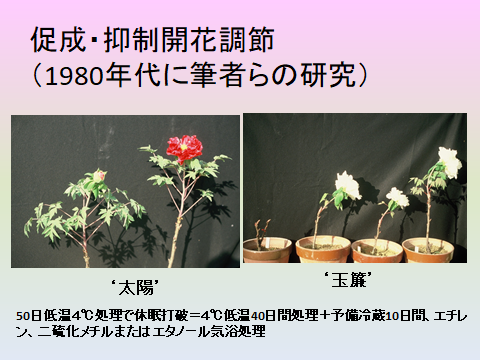 促成・抑制開花調節
（1980年代に筆者らの研究）
‘太陽’
‘玉簾’
50日低温4℃処理で休眠打破＝4℃低温40日間処理＋予備冷蔵10日間、エチレ
ン、二硫化メチルまたはエタノール気浴処理